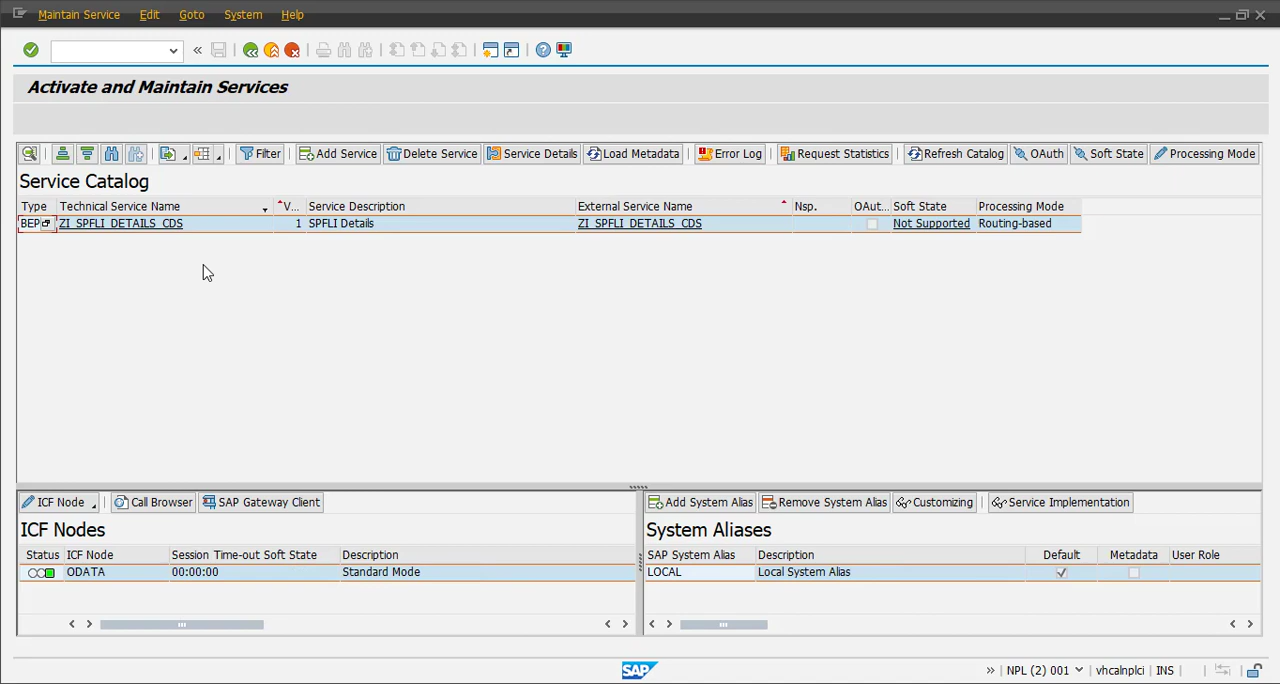 Maintain Service Edit Goto System Help
Activate and Maintain Services
Filter Add Service Delete Service Service Details Load Metadata Error Log Request Statistics Refresh Catalog OAuth Soft State Processing Mode
Service Catalog
Type Technical Service Name V... Service Description External Service Name Nsp. OAu... Soft State Processing Mode
BEP ZI_SPFLI_DETAILS_CDS 1 SPFLI Details ZI_SPFLI_DETAILS_CDS Not Supported Routing-based
ICF Node Call Browser SAP Gateway Client
Add System Alias Remove System Alias Customizing Service Implementation
ICF Nodes
System Aliases
Status ICF Node Session Time-out Soft State Description
SAP System Alias Description Default Metadata User Role
ODATA 00:00:00 Standard Mode
LOCAL Local System Alias
SAP
NPL (2) 001 vhcalnplci INS